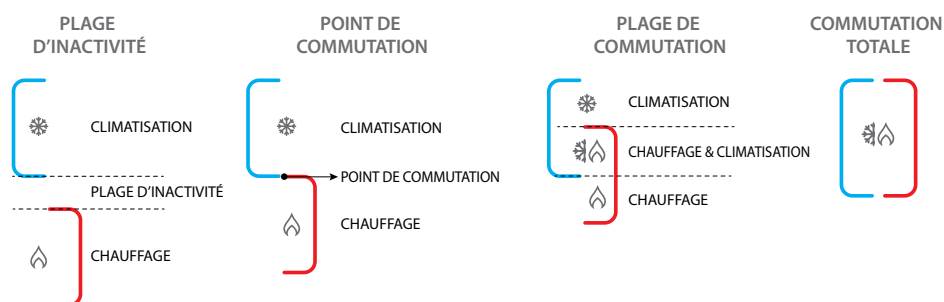 PLAGE
D’INACTIVITÉ
CLIMATISATION
PLAGE D’INACTIVITÉ
CHAUFFAGE
POINT DE
COMMUTATION
CLIMATISATION
POINT DE COMMUTATION
CHAUFFAGE
PLAGE DE
COMMUTATION
CLIMATISATION
CHAUFFAGE & CLIMATISATION
CHAUFFAGE
COMMUTATION
TOTALE